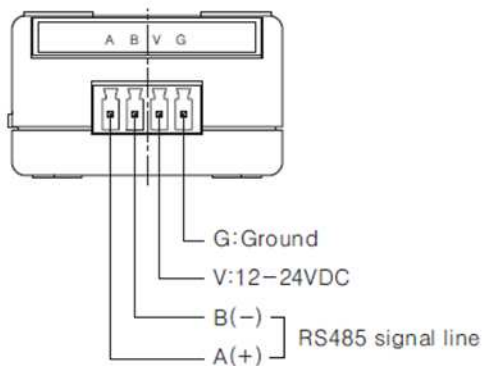 A B V G
G:Ground
V:12-24VDC
B(-)
RS485 signal line
A(+)